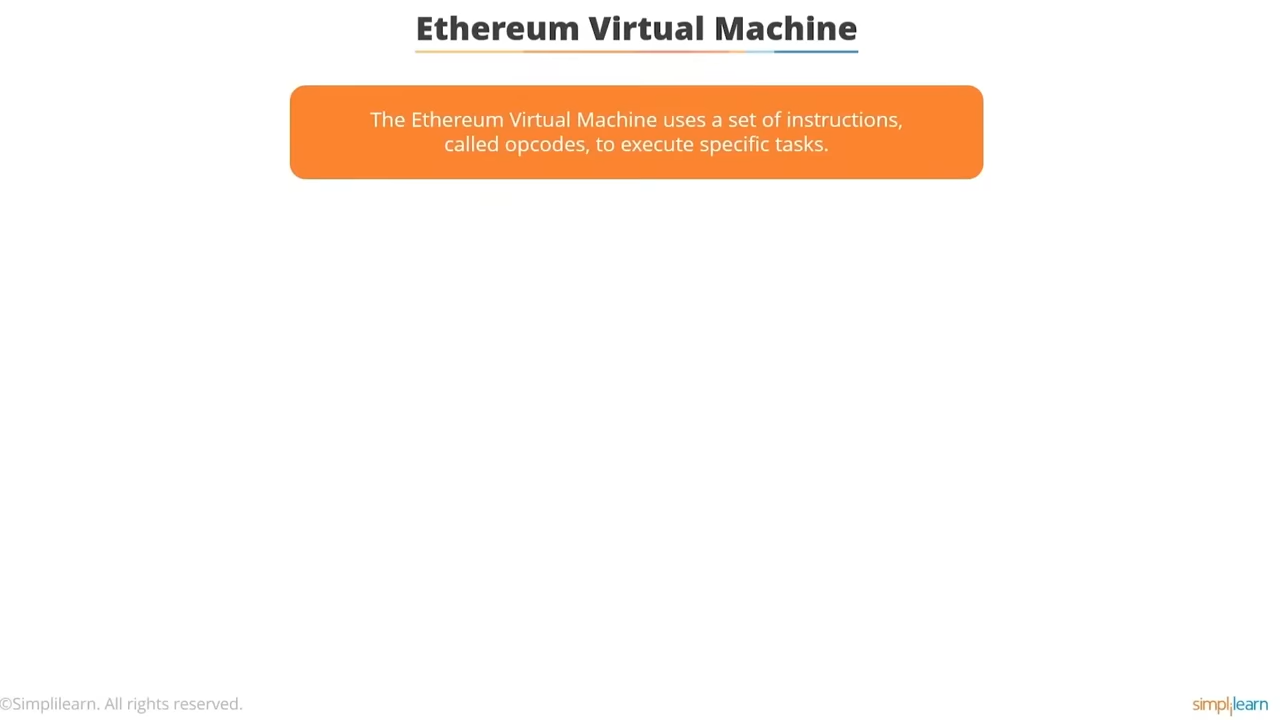 Ethereum Virtual Machine
The Ethereum Virtual Machine uses a set of instructions,
called opcodes, to execute specific tasks.
©Simplilearn. All rights reserved.
simplilearn